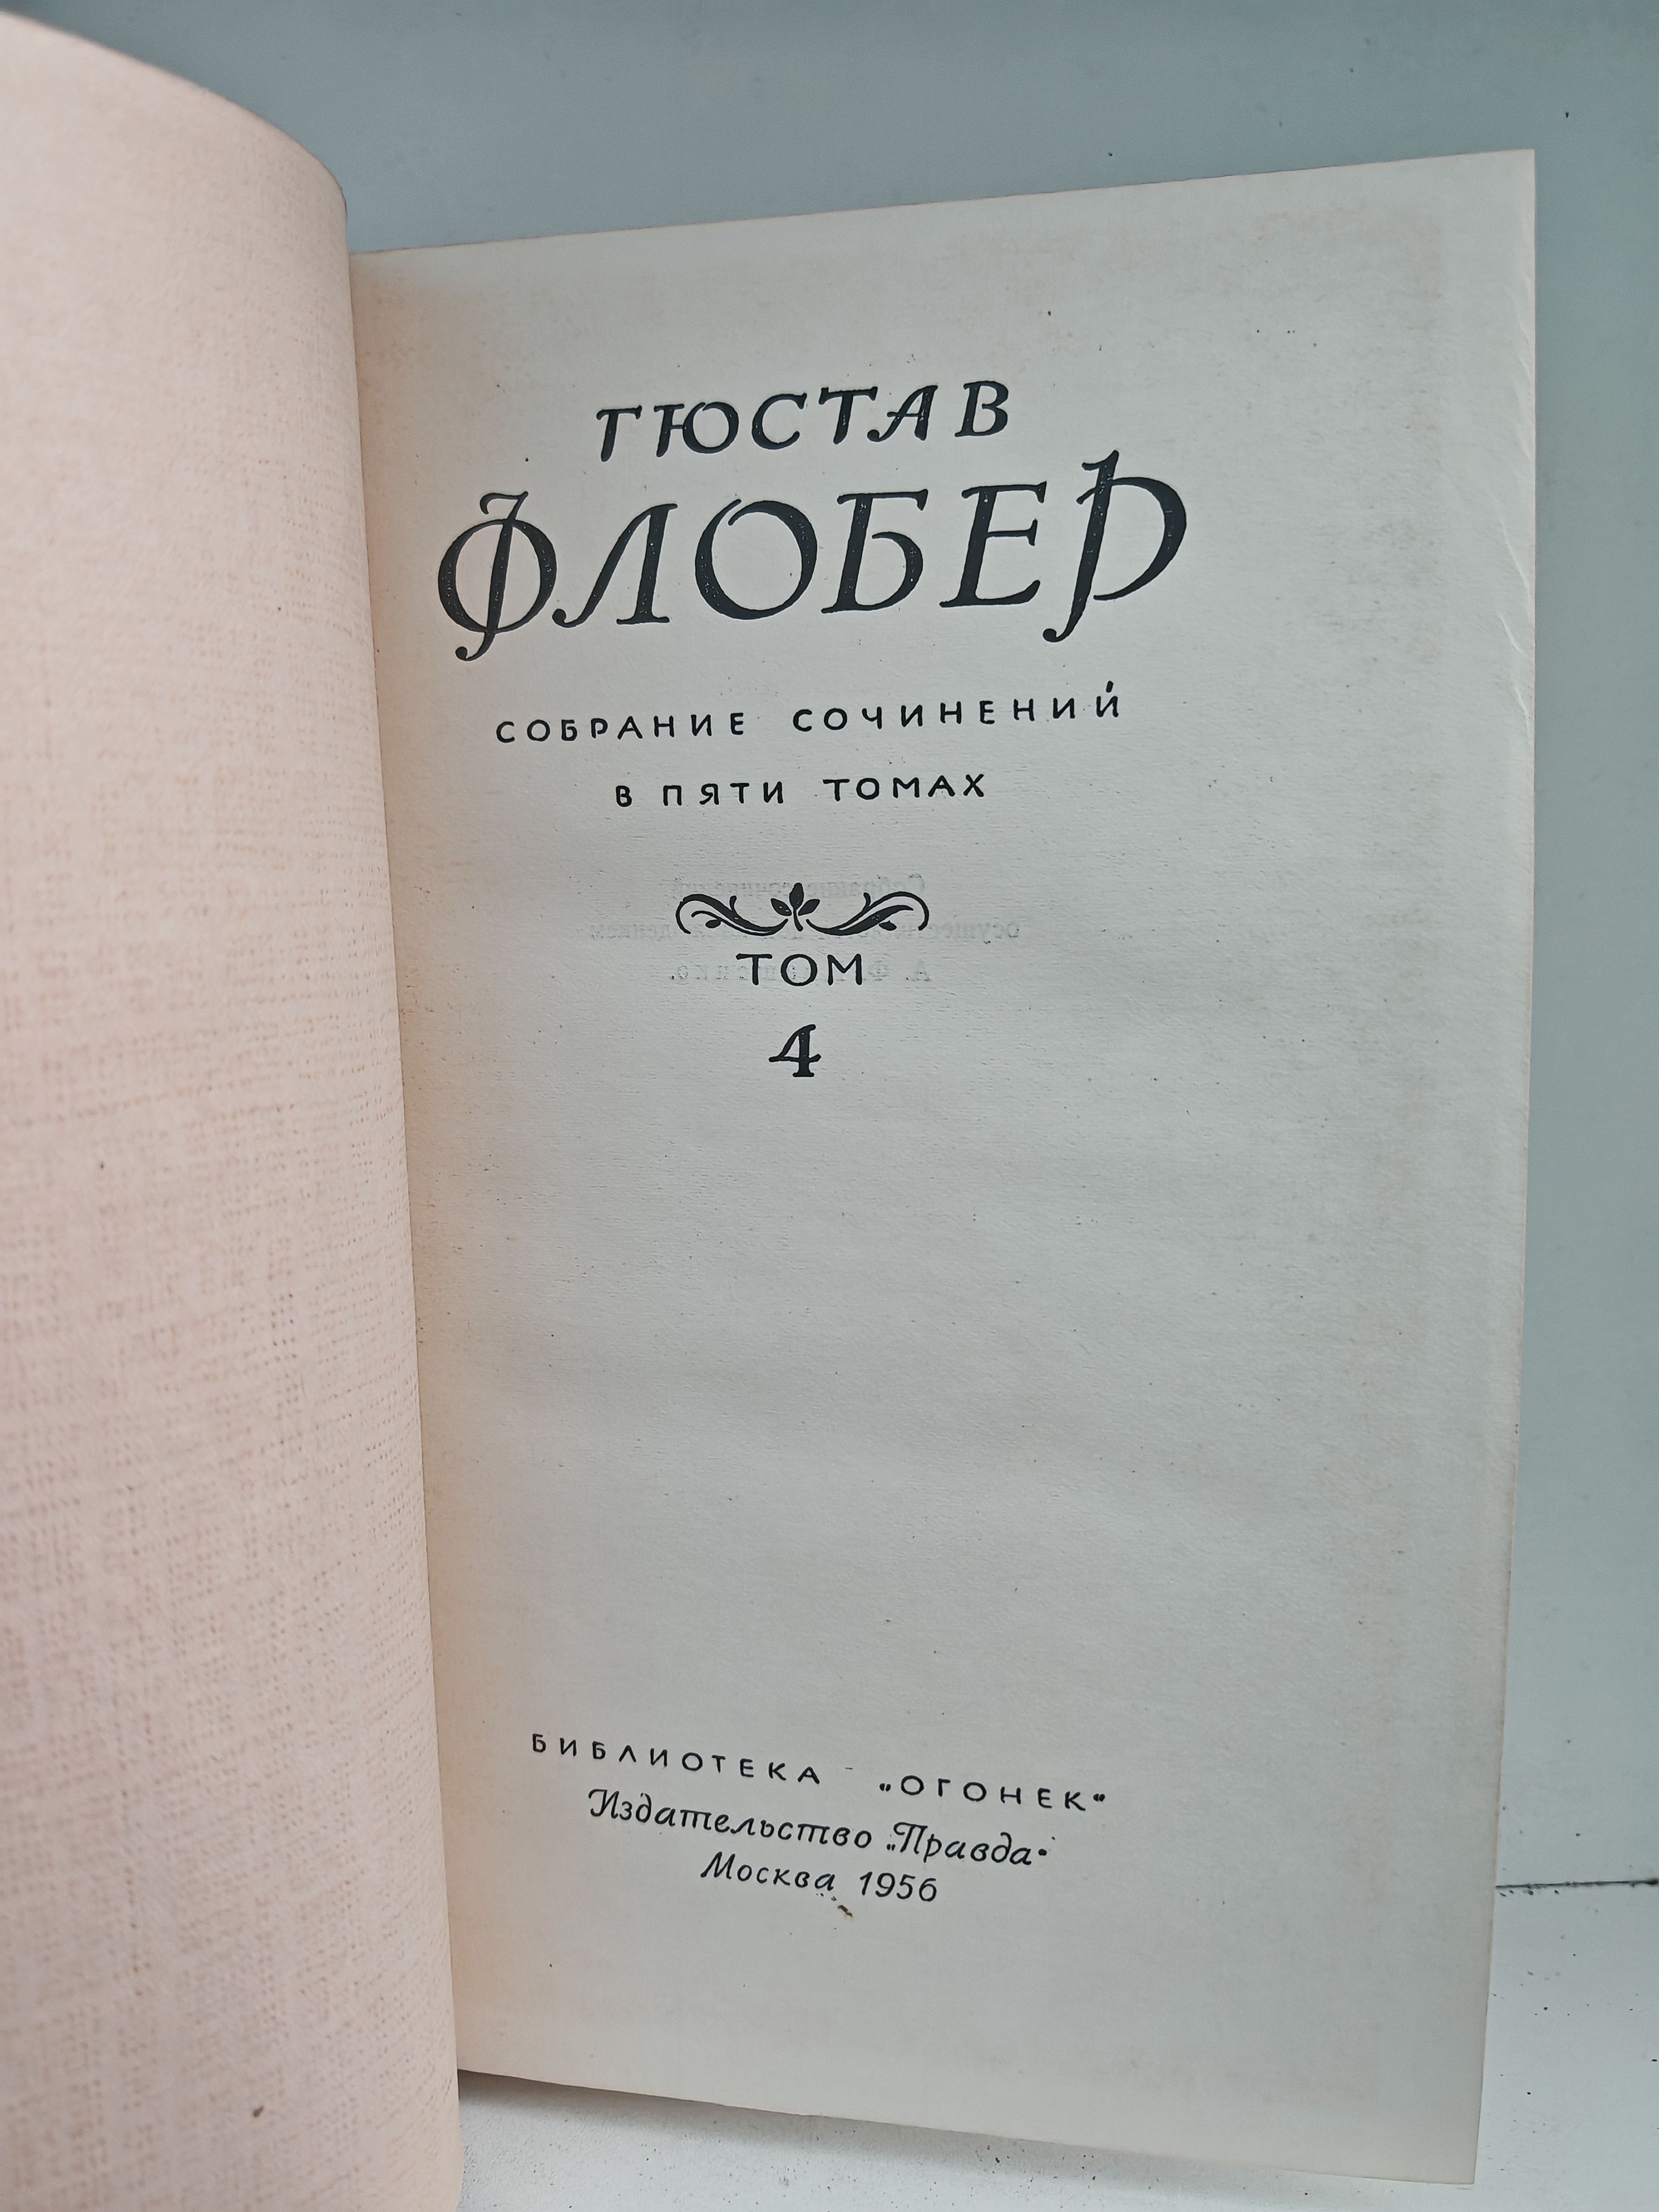 ГЮСТАВ
ФЛОБЕР
СОБРАНИЕ СОЧИНЕНИЙ
В ПЯТИ ТОМАХ
ТОМ
4
БИБЛИОТЕКА „ОГОНЕК“
Издательство „Правда“
Москва 1956